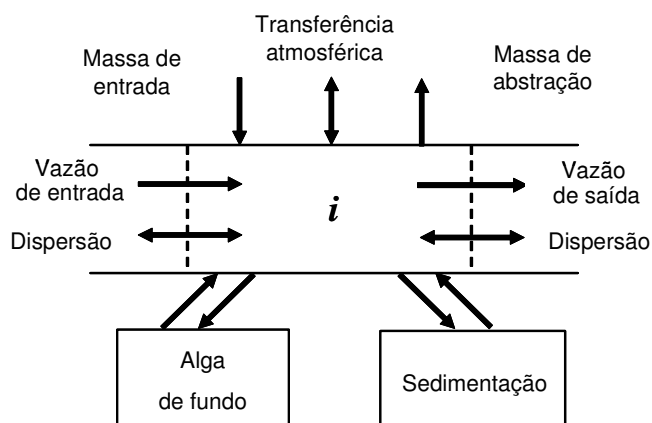 Massa de
entrada
Transferência
atmosférica
Massa de
abstração
Vazão
de entrada
i
Vazão
de saída
Dispersão
Dispersão
Alga
de fundo
Sedimentação